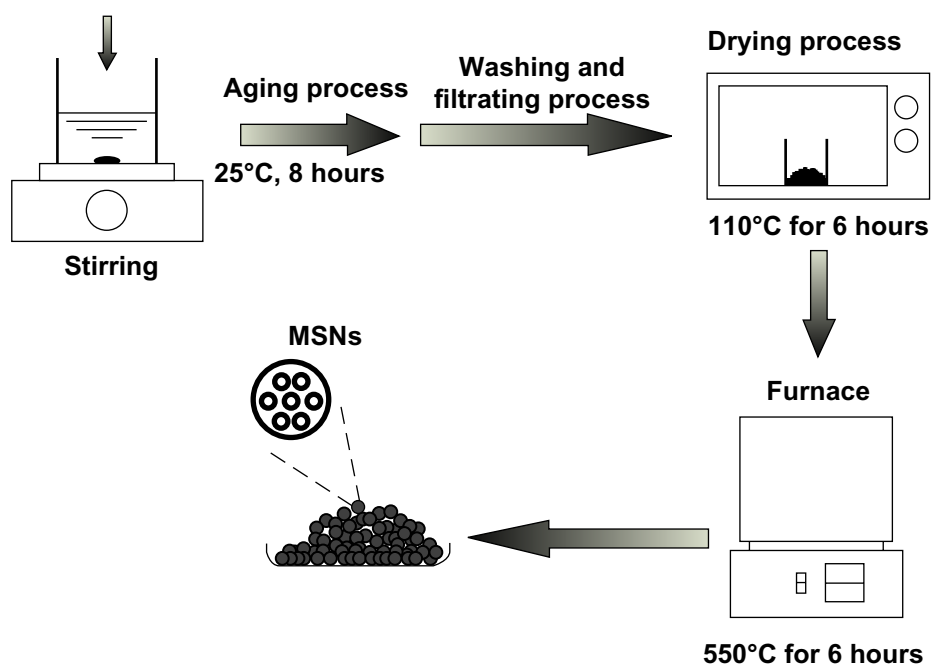 Stirring
Aging process
25°C, 8 hours
Washing and
filtrating process
Drying process
110°C for 6 hours
Furnace
550°C for 6 hours
MSNs